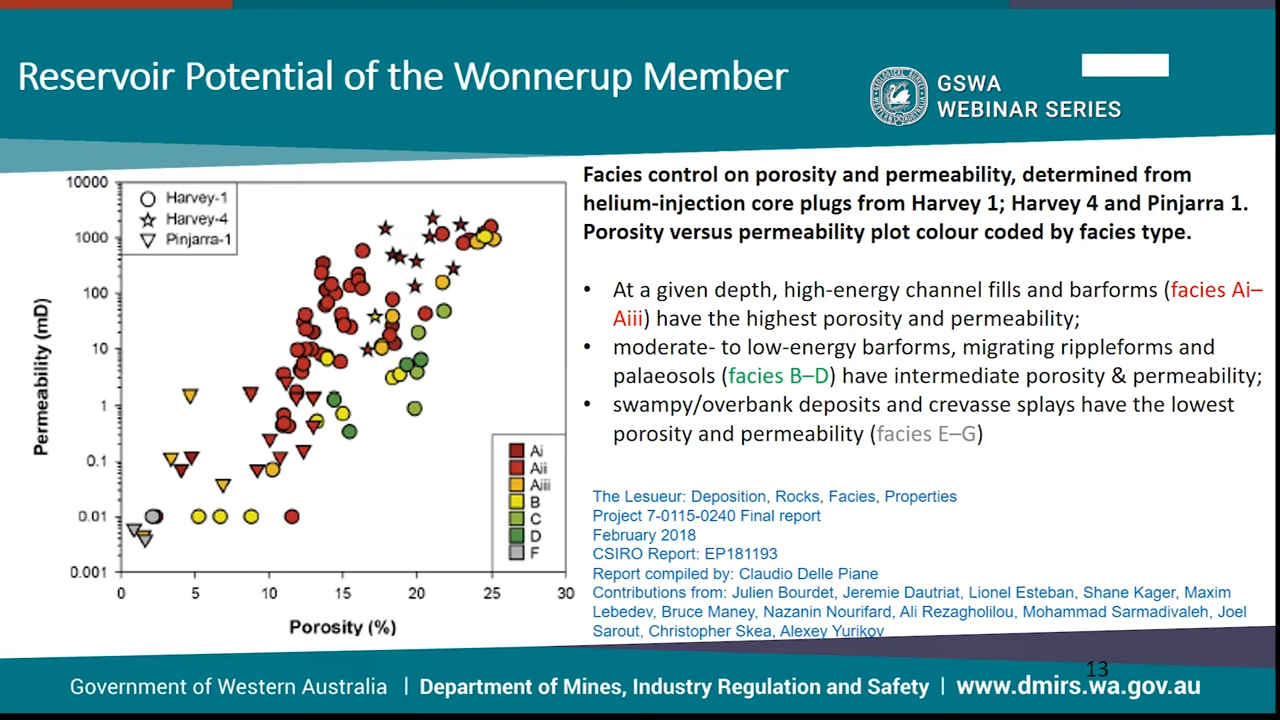 Reservoir Potential of the Wonnerup Member
GSWA
WEBINAR SERIES
Facies control on porosity and permeability, determined from
helium-injection core plugs from Harvey 1; Harvey 4 and Pinjarra 1.
Porosity versus permeability plot colour coded by facies type.
• At a given depth, high-energy channel fills and barforms (facies Ai–
Aiii) have the highest porosity and permeability;
• moderate- to low-energy barforms, migrating rippleforms and
palaeosols (facies B–D) have intermediate porosity & permeability;
• swampy/overbank deposits and crevasse splays have the lowest
porosity and permeability (facies E–G)
The Lesueur: Deposition, Rocks, Facies, Properties
Project 7-0115-0240 Final report
February 2018
CSIRO Report: EP181193
Report compiled by: Claudio Delle Piane
Contributions from: Julien Bourdet, Jeremie Dautriat, Lionel Esteban, Shane Kager, Maxim
Lebedev, Bruce Maney, Nazanin Nourifard, Ali Rezagholilou, Mohammad Sarmadivaleh, Joel
Sarout, Christopher Skea, Alexey Yurikov
Permeability (mD)
10000
1000
100
10
1
0.1
0.01
0.001
Harvey-1
Harvey-4
Pinjarra-1
Ai
Aii
Aiii
B
C
D
F
0 5 10 15 20 25 30
Porosity (%)
13
Government of Western Australia | Department of Mines, Industry Regulation and Safety | www.dmirs.wa.gov.au